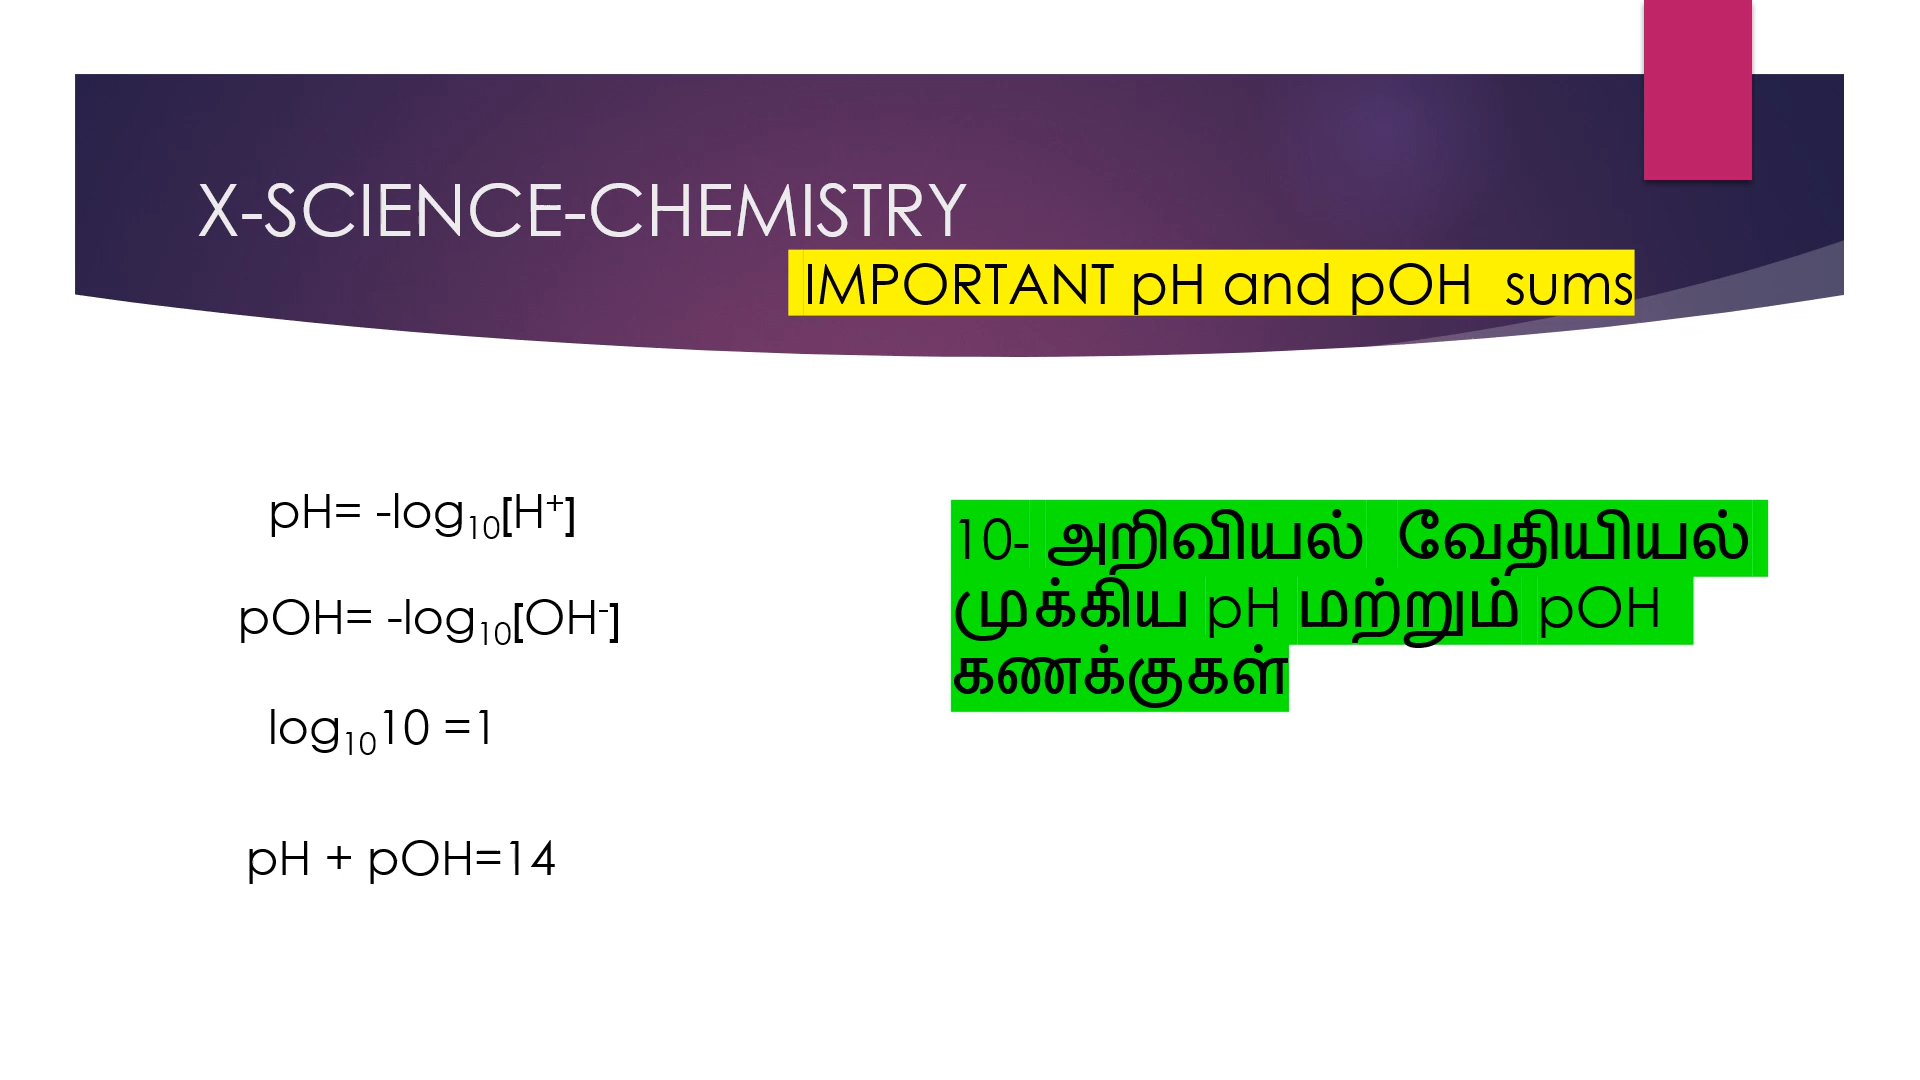 X-SCIENCE-CHEMISTRY
IMPORTANT pH and pOH  sums
pH= -log₁₀[H⁺]
pOH= -log₁₀[OH⁻]
log₁₀10 =1
pH + pOH=14
10- அறிவியல்  வேதியியல்
முக்கிய pH மற்றும் pOH
கணக்குகள்